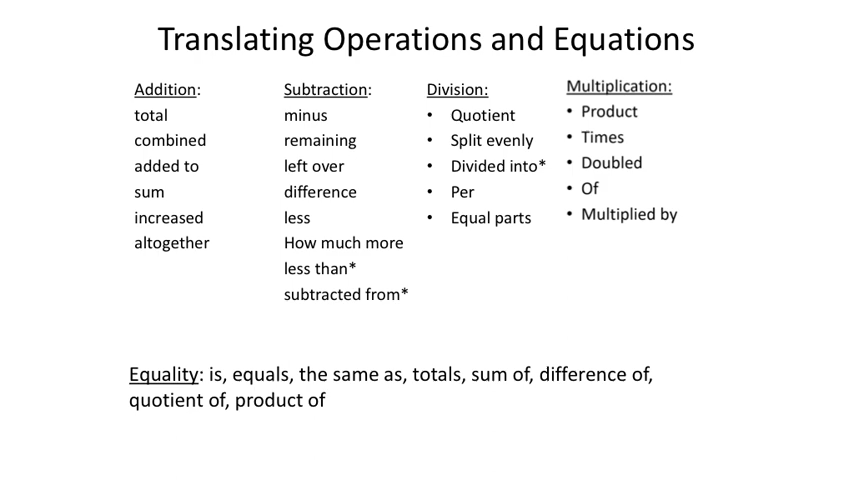 Translating Operations and Equations
Addition:
total
combined
added to
sum
increased
altogether
Subtraction:
minus
remaining
left over
difference
less
How much more
less than*
subtracted from*
Division:
• Quotient
• Split evenly
• Divided into*
• Per
• Equal parts
Multiplication:
• Product
• Times
• Doubled
• Of
• Multiplied by
Equality: is, equals, the same as, totals, sum of, difference of,
quotient of, product of